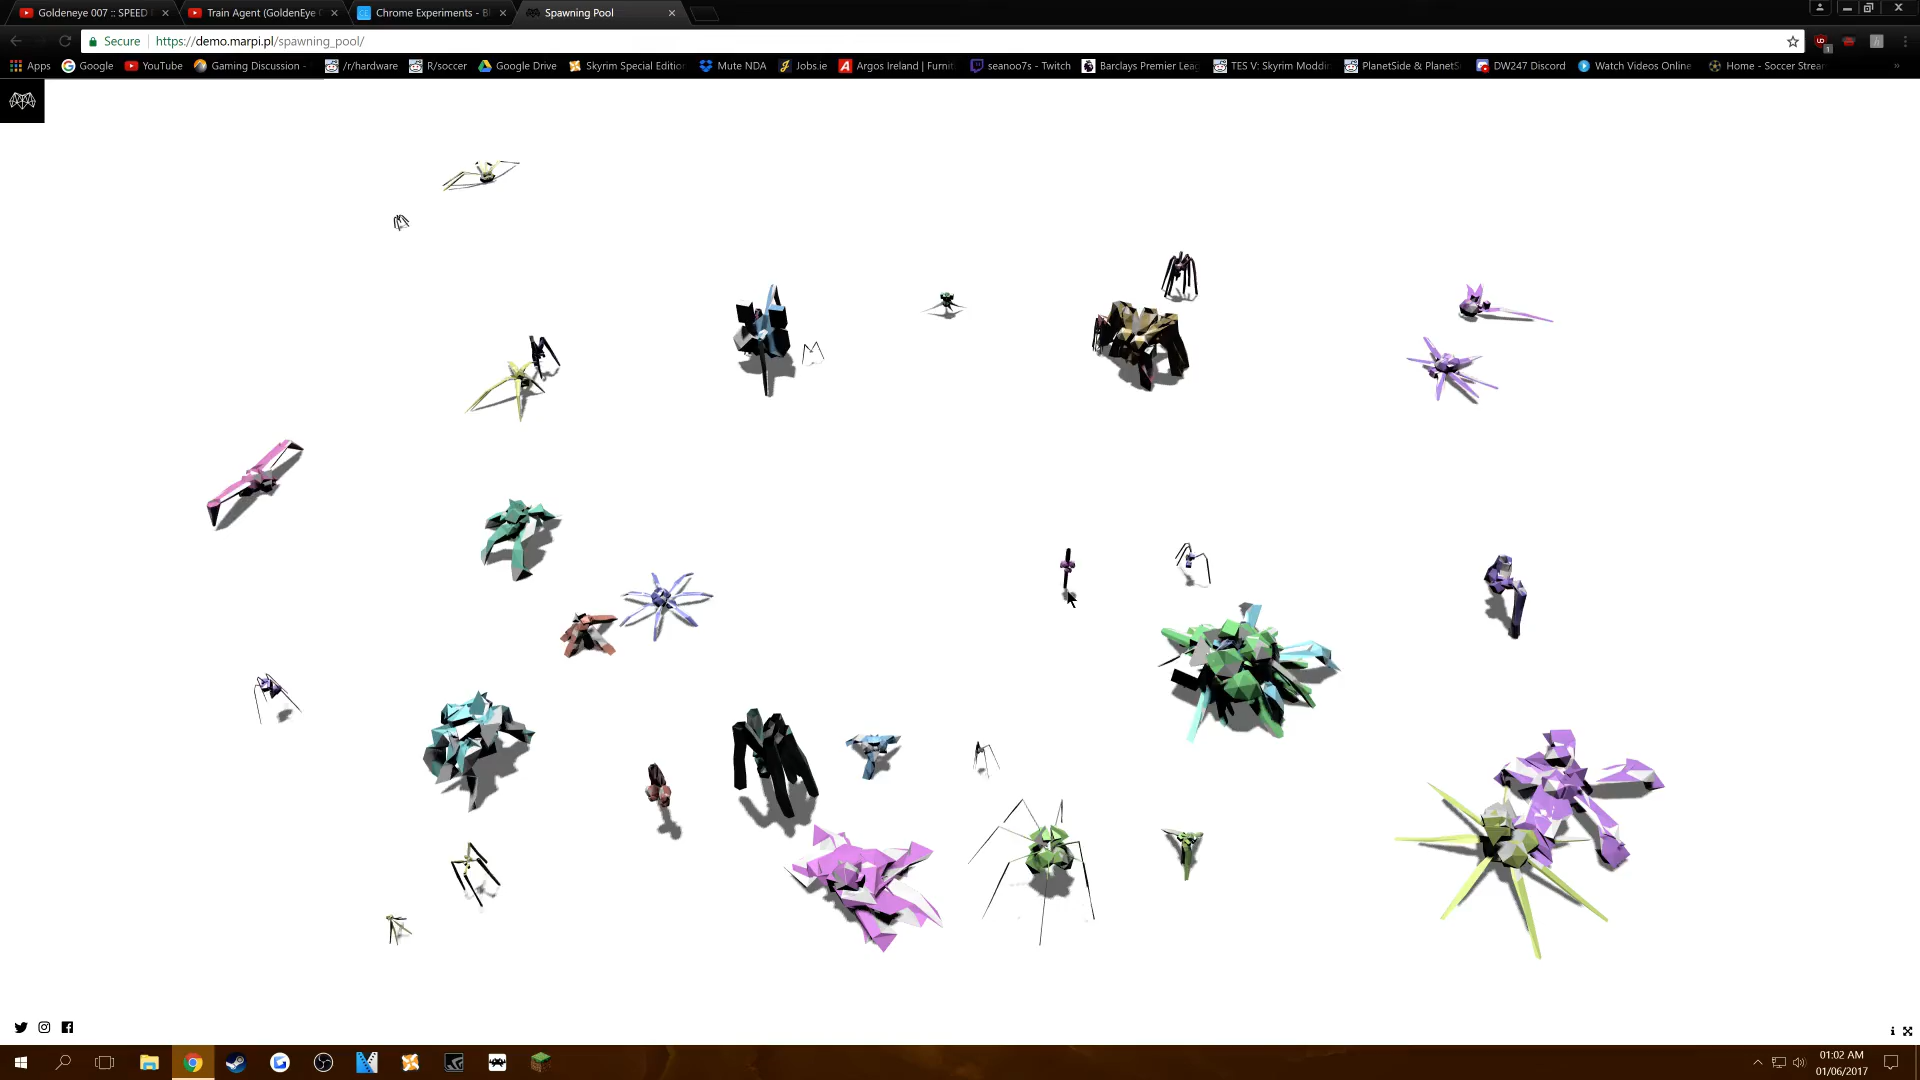 Goldeneye 007 :: SPEED
Train Agent (GoldenEye
Chrome Experiments - B
Spawning Pool
Secure
https://demo.marpi.pl/spawning_pool/
1
Apps
Google
YouTube
Gaming Discussion -
/r/hardware
R/soccer
Google Drive
Skyrim Special Edition
Mute NDA
Jobs.ie
Argos Ireland | Furnit
seanoo7s - Twitch
Barclays Premier Leag
TES V: Skyrim Moddin
PlanetSide & PlanetS
DW247 Discord
Watch Videos Online
Home - Soccer Strea
»
01:02 AM
01/06/2017